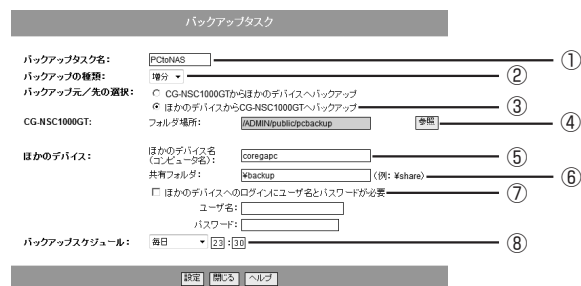 バックアップタスク
バックアップタスク名： PCtoNAS ①
バックアップの種類： 増分 ②
バックアップ元／先の選択： CG-NSC1000GTからほかのデバイスへバックアップ
ほかのデバイスからCG-NSC1000GTへバックアップ ③
CG-NSC1000GT: フォルダ場所： /ADMIN/public/pcbackup 参照 ④
ほかのデバイス： ほかのデバイス名
(コンピュータ名)： coregapc ⑤
共有フォルダ： ¥backup (例: ¥share) ⑥
ほかのデバイスへのログインにユーザ名とパスワードが必要 ⑦
ユーザ名：
パスワード：
バックアップスケジュール： 毎日 23 : 30 ⑧
設定 閉じる ヘルプ